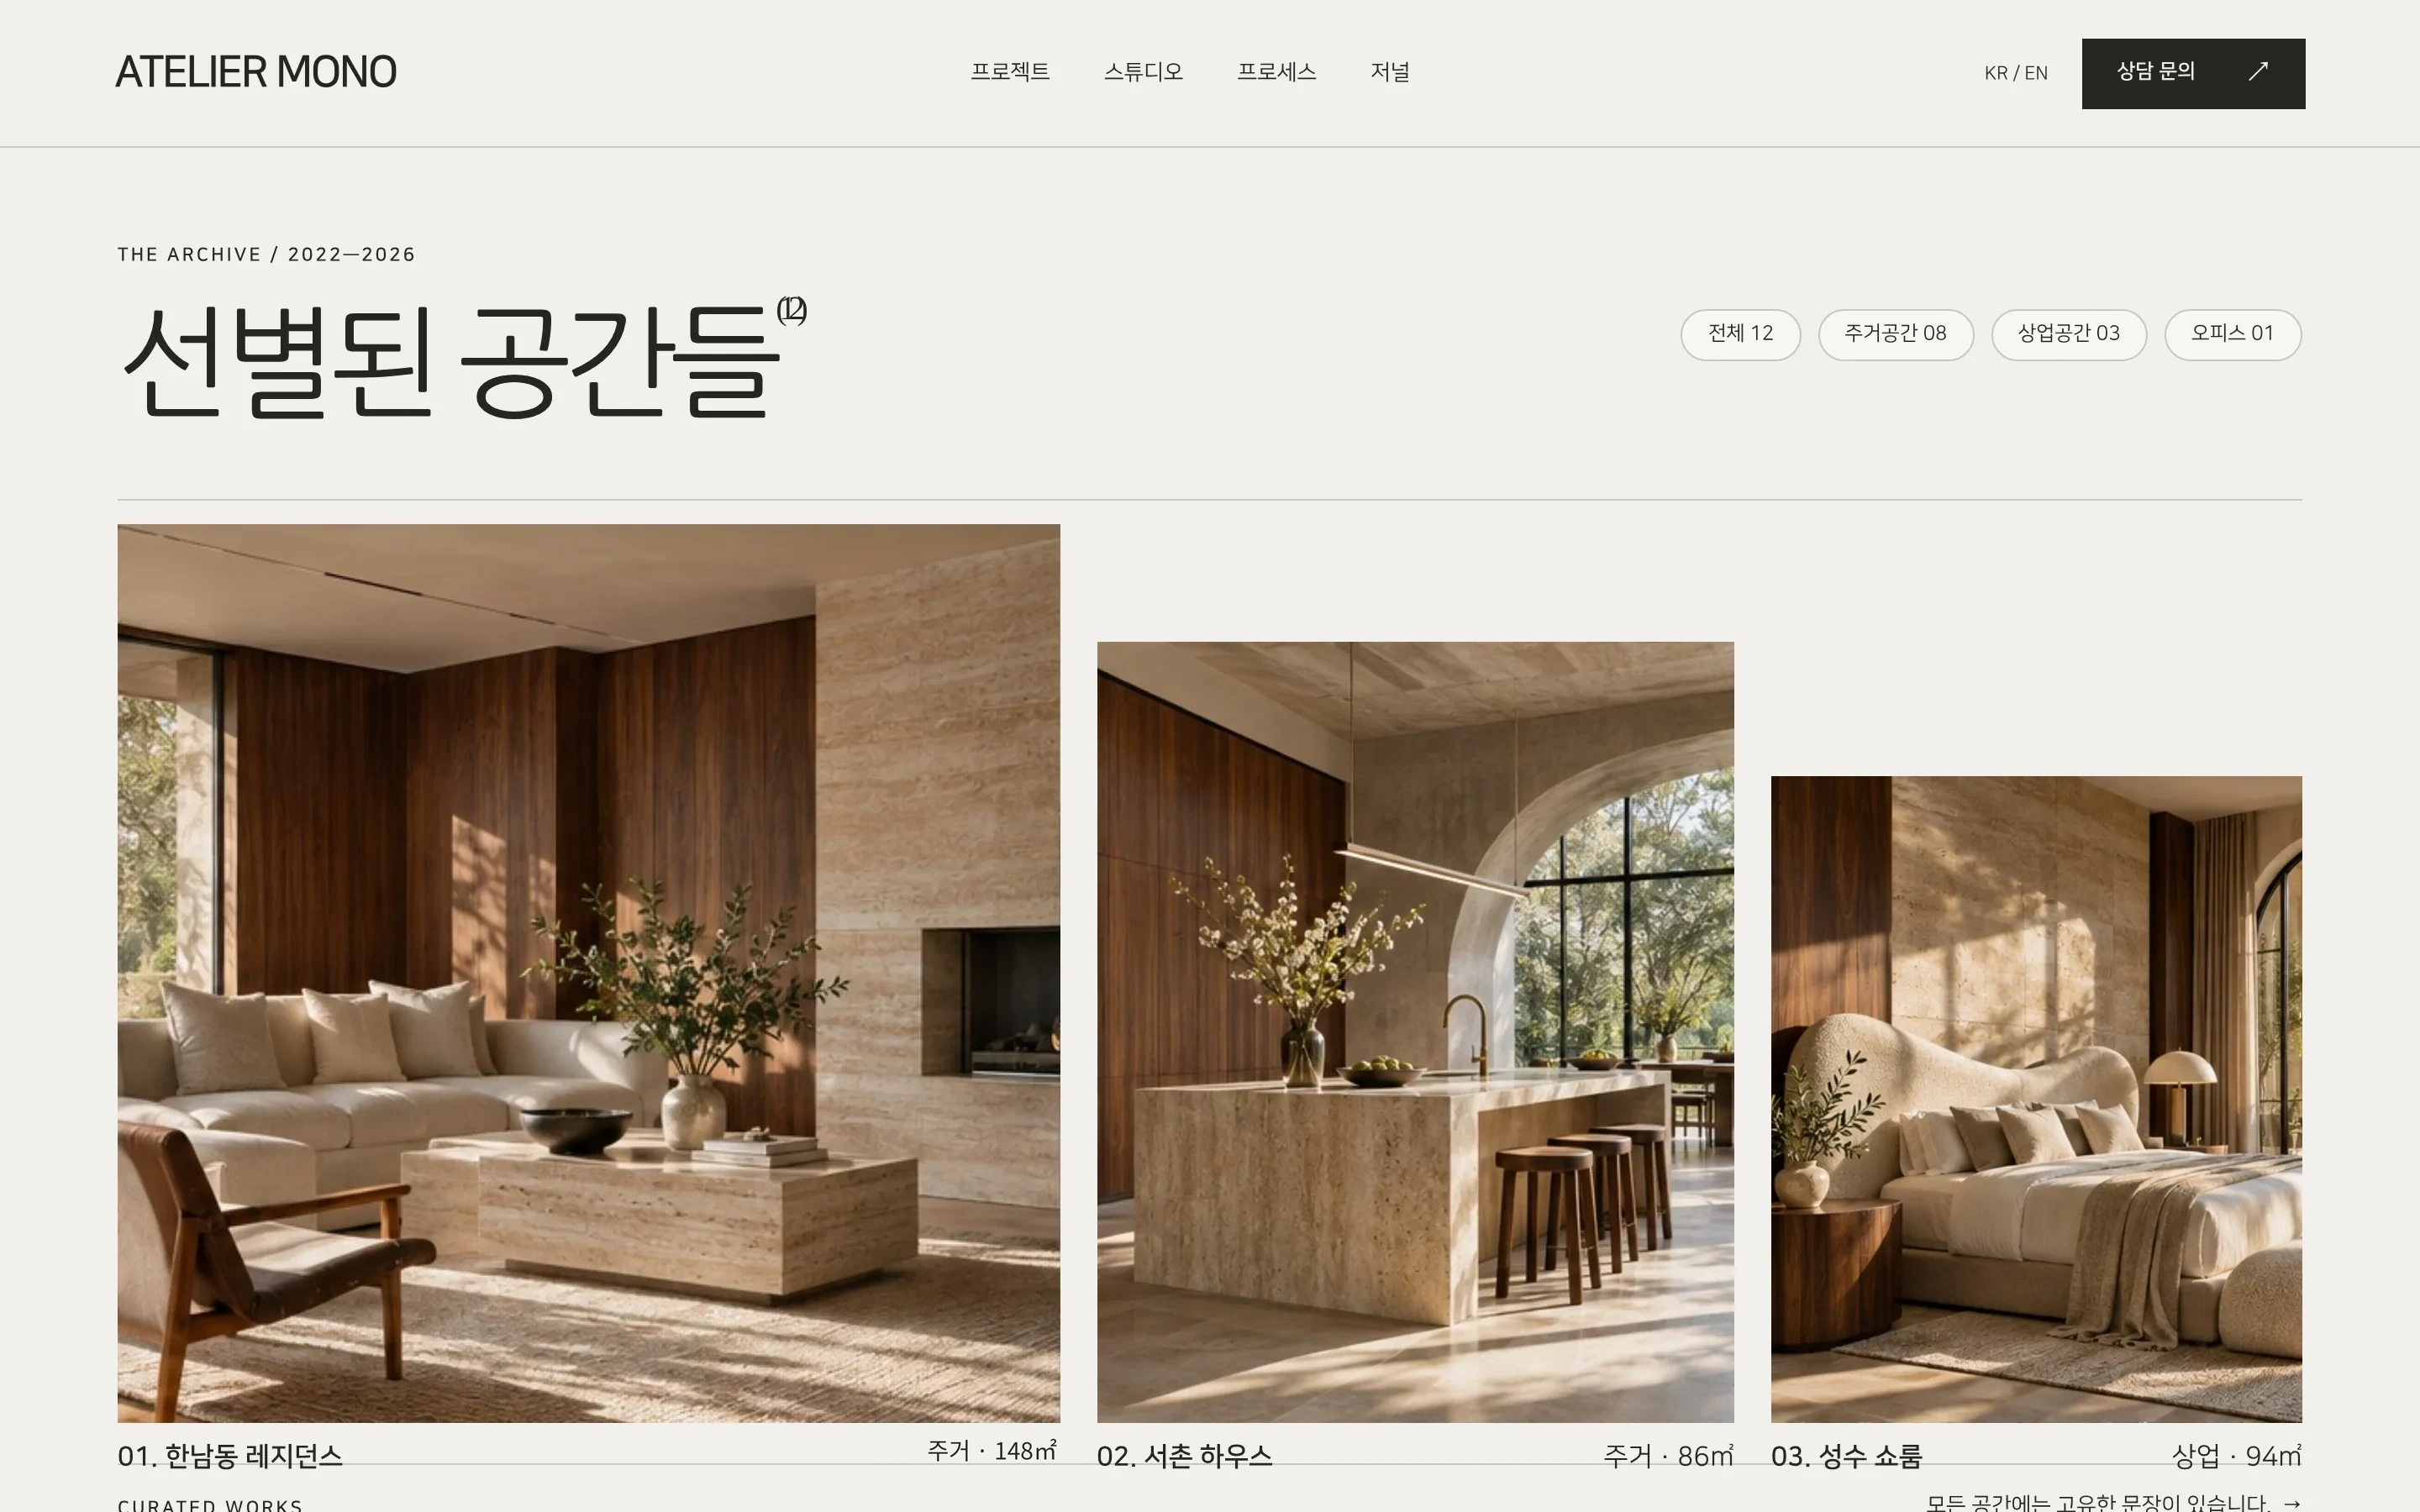 ATELIER MONO
프로젝트 스튜디오 프로세스 저널
KR / EN
상담 문의 ↗
THE ARCHIVE / 2022—2026
선별된 공간들(12)
전체 12 주거공간 08 상업공간 03 오피스 01
01. 한남동 레지던스 주거 · 148㎡
02. 서촌 하우스 주거 · 86㎡
03. 성수 쇼룸 상업 · 94㎡
CURATED WORKS
모든 공간에는 고유한 문장이 있습니다. →